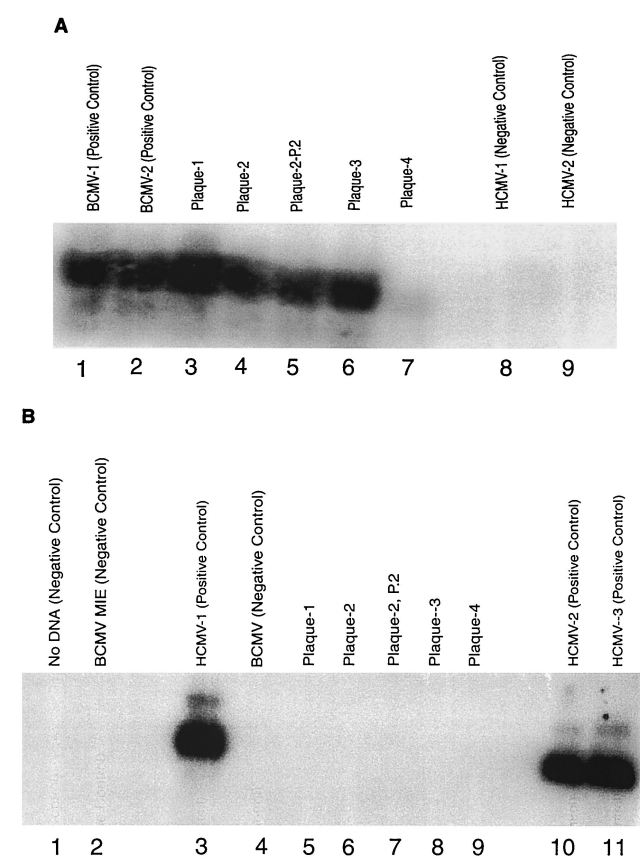 A
BCMV-1 (Positive Control)
BCMV-2 (Positive Control)
Plaque-1
Plaque-2
Plaque-2-P.2
Plaque-3
Plaque-4
HCMV-1 (Negative Control)
HCMV-2 (Negative Control)
1 2 3 4 5 6 7 8 9
B
No DNA (Negative Control)
BCMV MIE (Negative Control)
HCMV-1 (Positive Control)
BCMV (Negative Control)
Plaque-1
Plaque-2
Plaque-2, P.2
Plaque--3
Plaque-4
HCMV-2 (Positive Control)
HCMV--3 (Positive Control)
1 2 3 4 5 6 7 8 9 10 11